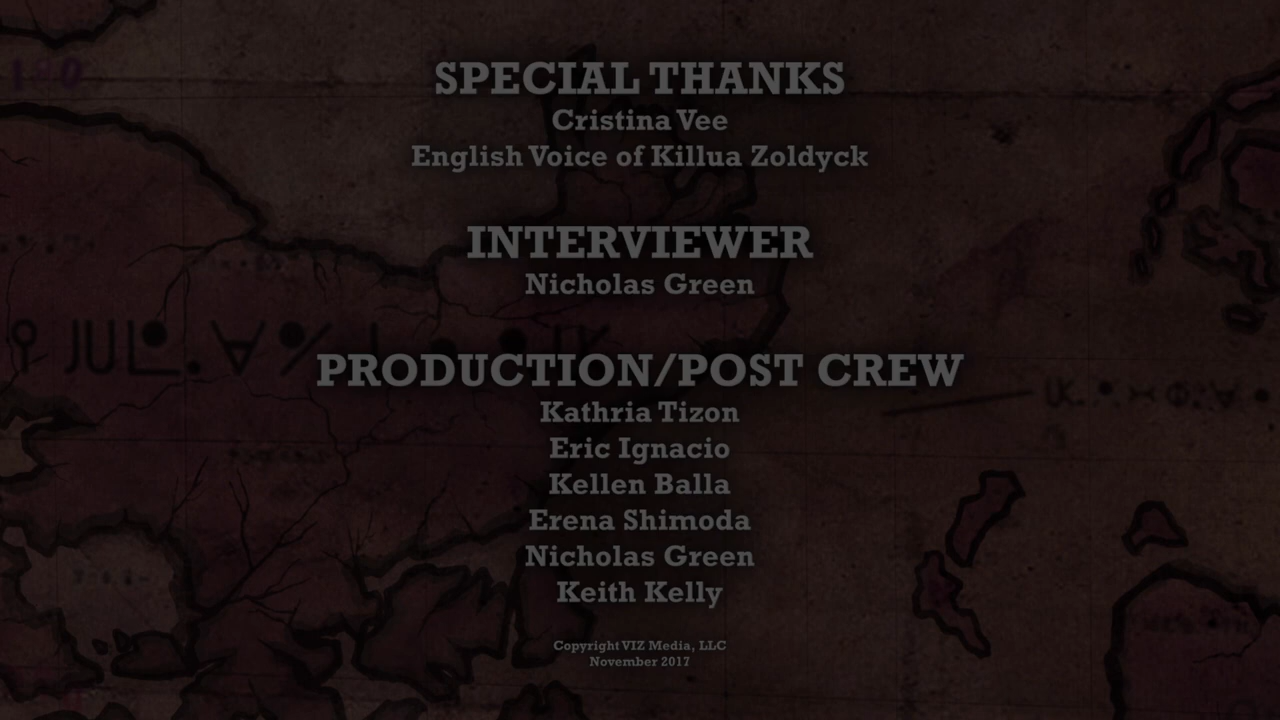 SPECIAL THANKS
Cristina Vee
English Voice of Killua Zoldyck
INTERVIEWER
Nicholas Green
PRODUCTION/POST CREW
Kathria Tizon
Eric Ignacio
Kellen Balla
Erena Shimoda
Nicholas Green
Keith Kelly
Copyright VIZ Media, LLC
November 2017